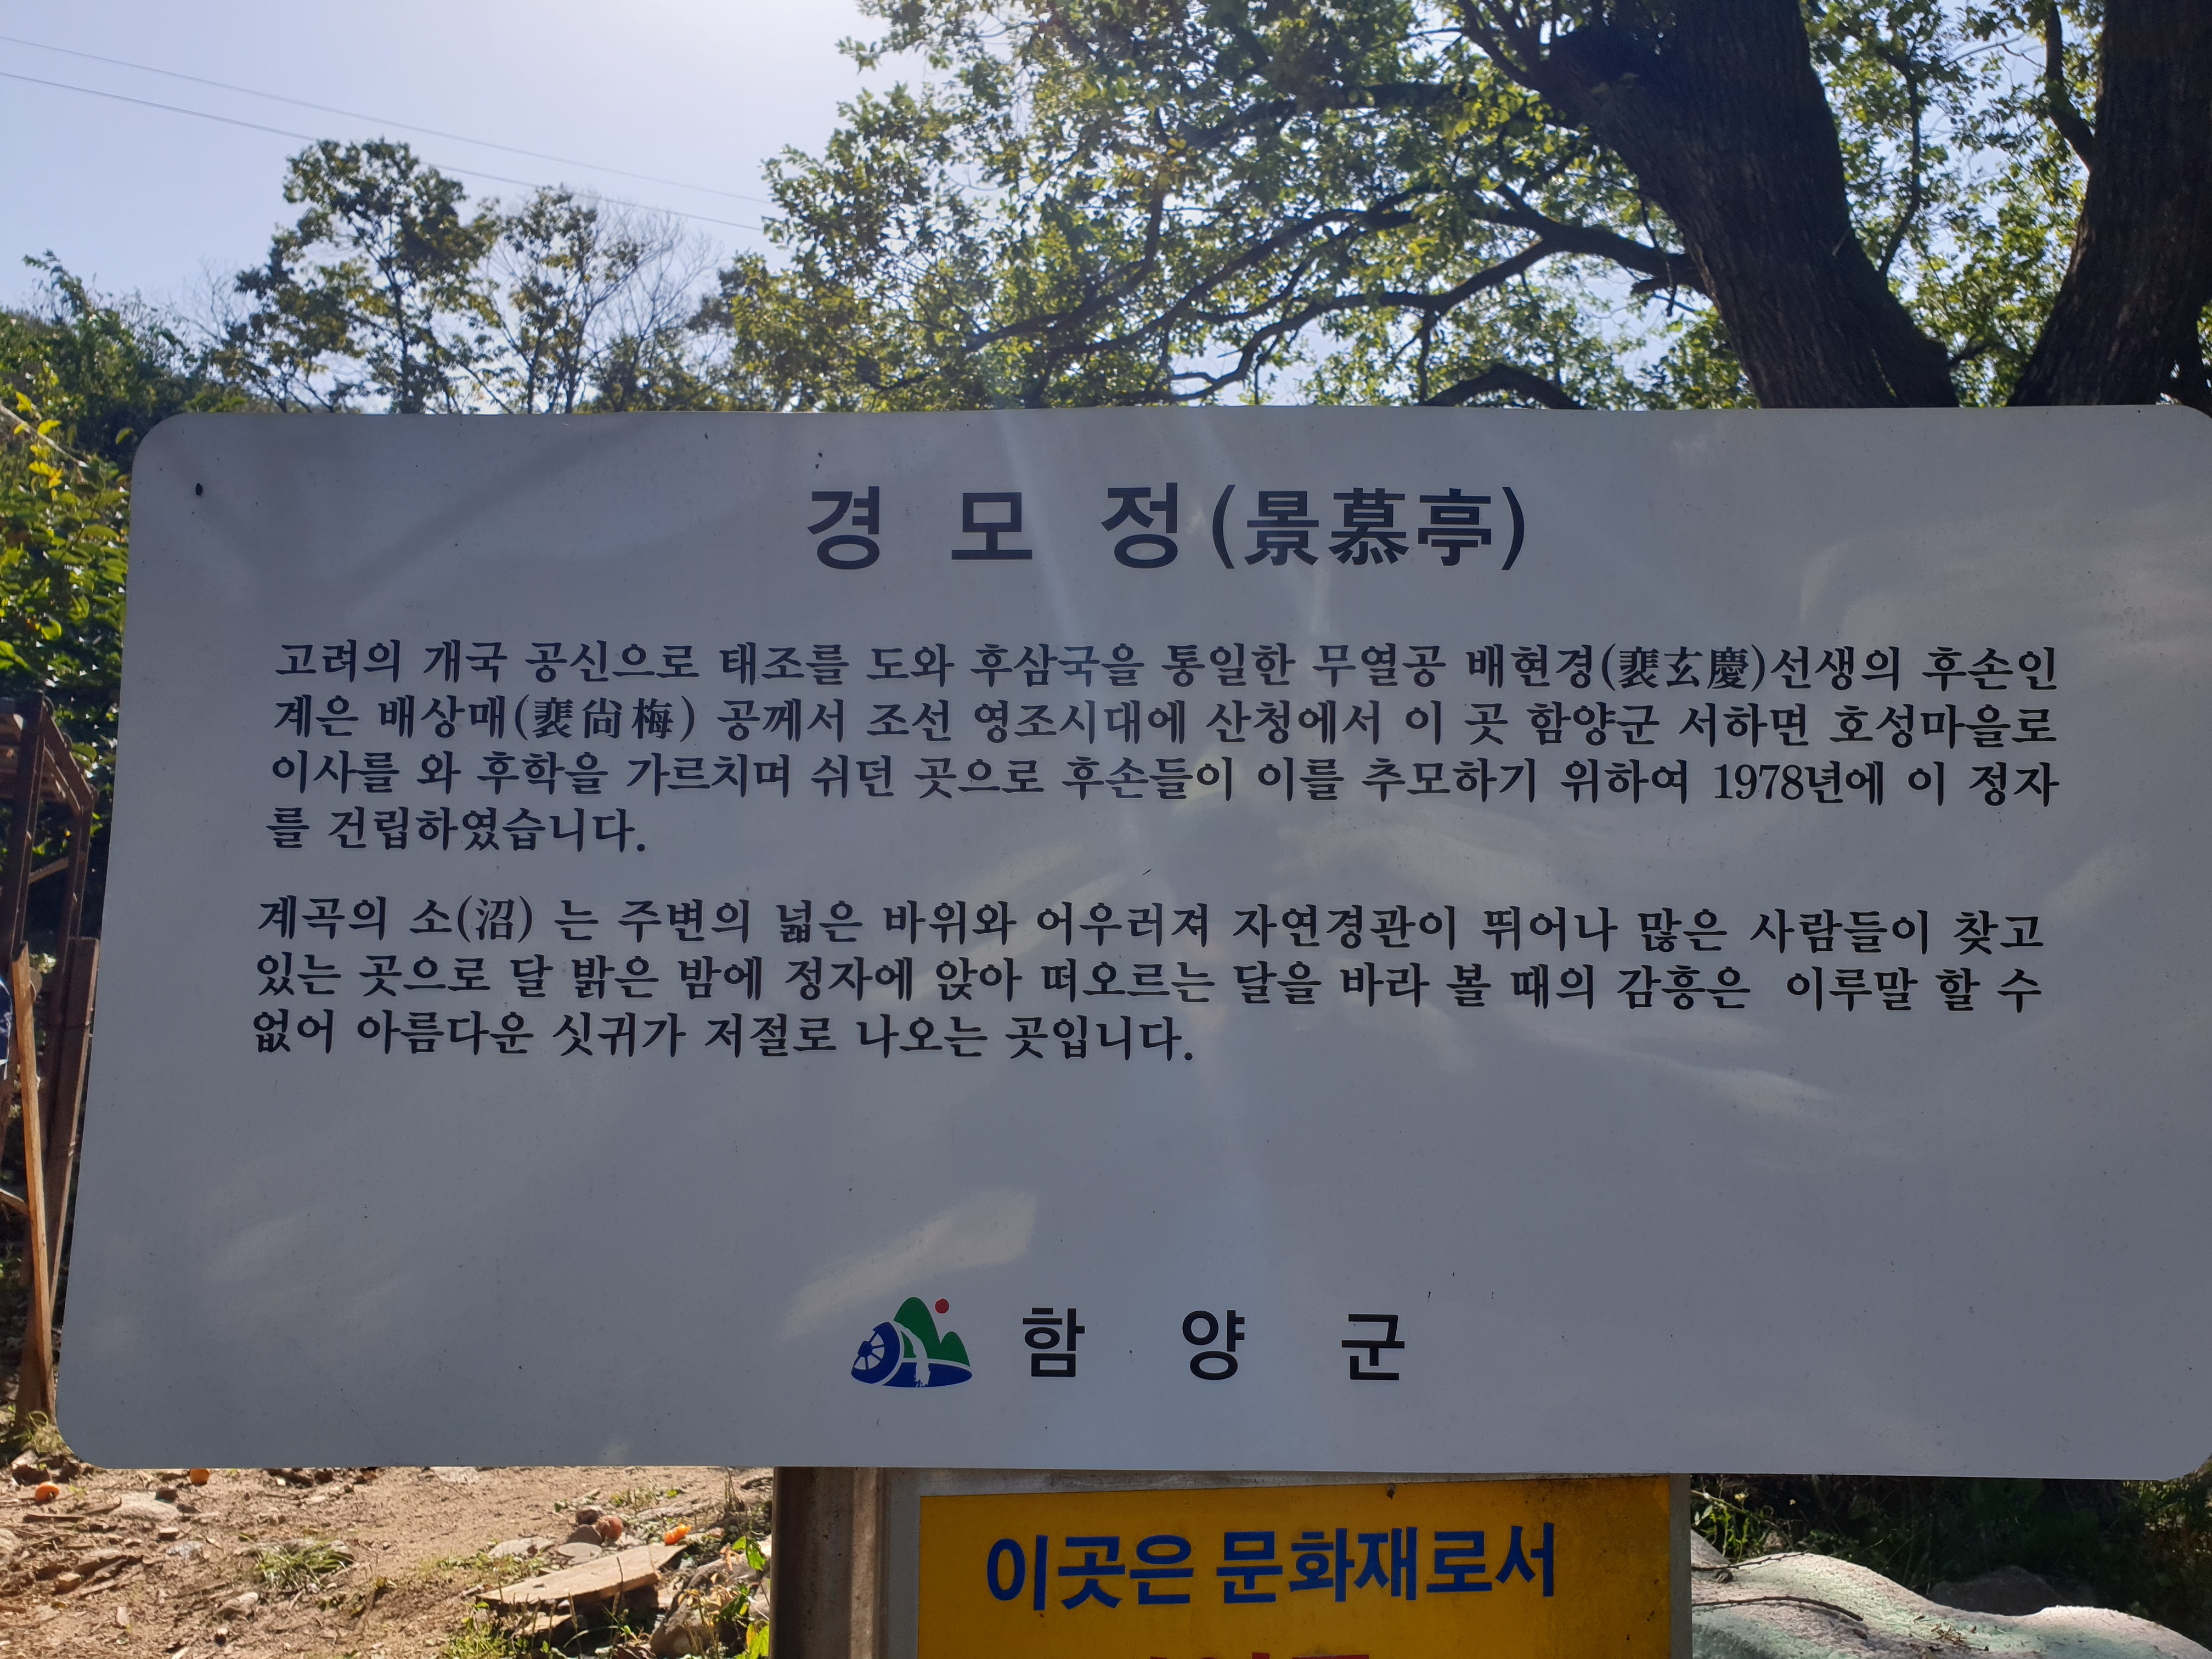 경 모 정(景慕亭)
고려의 개국 공신으로 태조를 도와 후삼국을 통일한 무열공 배현경(裵玄慶)선생의 후손인
계은 배상매(裵尙梅) 공께서 조선 영조시대에 산청에서 이 곳 함양군 서하면 호성마을로
이사를 와 후학을 가르치며 쉬던 곳으로 후손들이 이를 추모하기 위하여 1978년에 이 정자
를 건립하였습니다.
계곡의 소(沼) 는 주변의 넓은 바위와 어우러져 자연경관이 뛰어나 많은 사람들이 찾고
있는 곳으로 달 밝은 밤에 정자에 앉아 떠오르는 달을 바라 볼 때의 감흥은 이루말 할 수
없어 아름다운 싯귀가 저절로 나오는 곳입니다.
함 양 군
이곳은 문화재로서